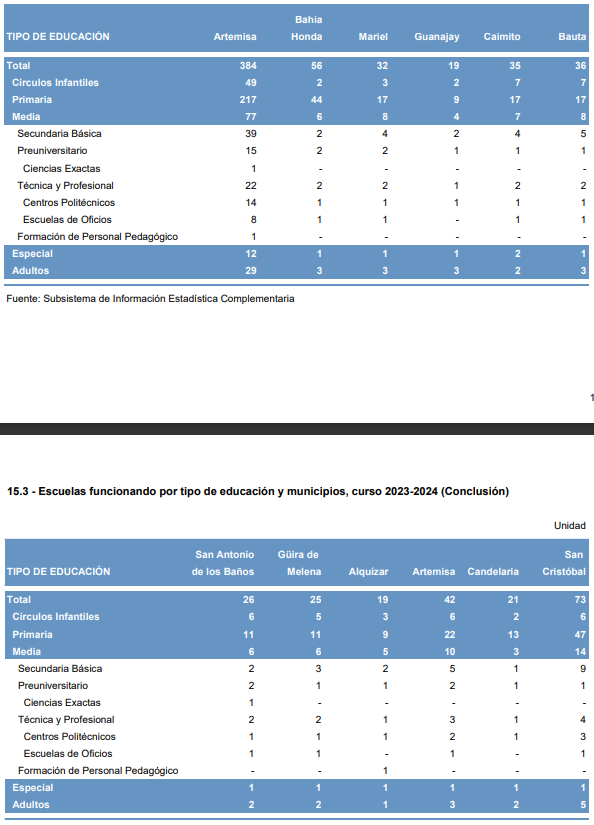 Bahía
TIPO DE EDUCACIÓN Artemisa Honda Mariel Guanajay Caimito Bauta
Total 384 56 32 19 35 36
Círculos Infantiles 49 2 3 2 7 7
Primaria 217 44 17 9 17 17
Media 77 6 8 4 7 8
Secundaria Básica 39 2 4 2 4 5
Preuniversitario 15 2 2 1 1 1
Ciencias Exactas 1 - - - - -
Técnica y Profesional 22 2 2 1 2 2
Centros Politécnicos 14 1 1 1 1 1
Escuelas de Oficios 8 1 1 - 1 1
Formación de Personal Pedagógico 1 - - - - -
Especial 12 1 1 1 2 1
Adultos 29 3 3 3 2 3
Fuente: Subsistema de Información Estadística Complementaria
1
15.3 - Escuelas funcionando por tipo de educación y municipios, curso 2023-2024 (Conclusión)
Unidad
San Antonio Güira de San
TIPO DE EDUCACIÓN de los Baños Melena Alquízar Artemisa Candelaria Cristóbal
Total 26 25 19 42 21 73
Círculos Infantiles 6 5 3 6 2 6
Primaria 11 11 9 22 13 47
Media 6 6 5 10 3 14
Secundaria Básica 2 3 2 5 1 9
Preuniversitario 2 1 1 2 1 1
Ciencias Exactas 1 - - - - -
Técnica y Profesional 2 2 1 3 1 4
Centros Politécnicos 1 1 1 2 1 3
Escuelas de Oficios 1 1 - 1 - 1
Formación de Personal Pedagógico - - 1 - - -
Especial 1 1 1 1 1 1
Adultos 2 2 1 3 2 5